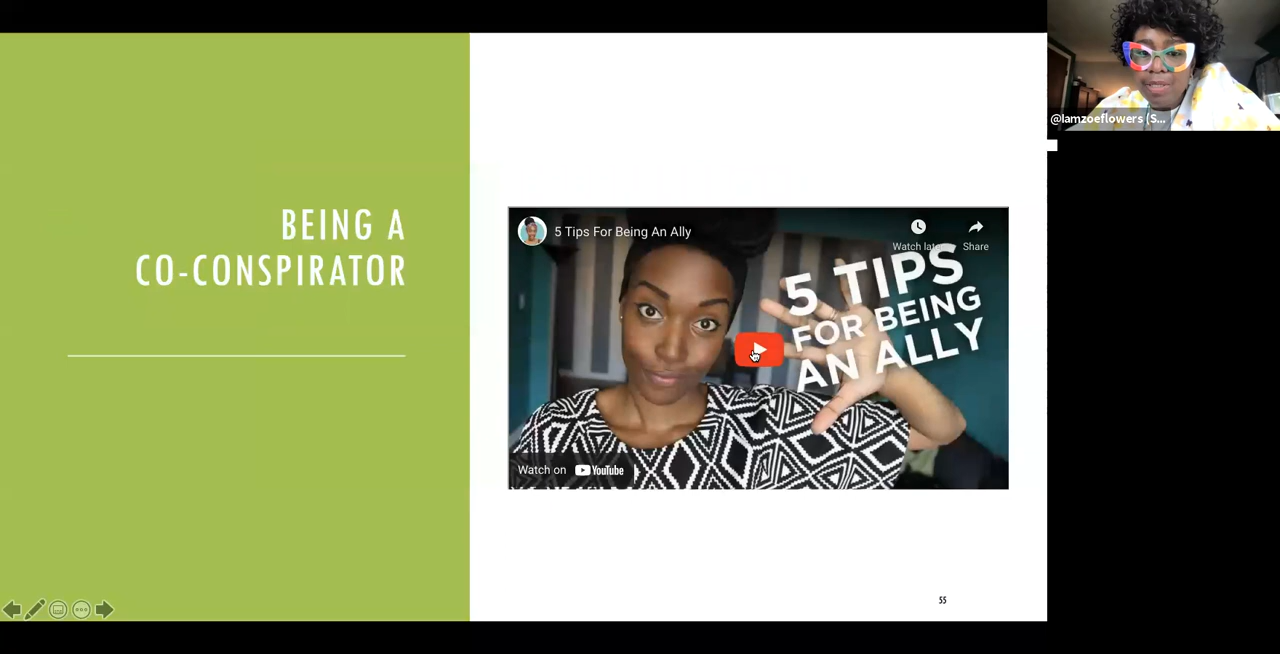 BEING A
CO-CONSPIRATOR
5 Tips For Being An Ally
Watch
Share
5 TIPS
FOR BEING
AN ALLY
Watch on YouTube
55
@Iamzoeflowers (S...